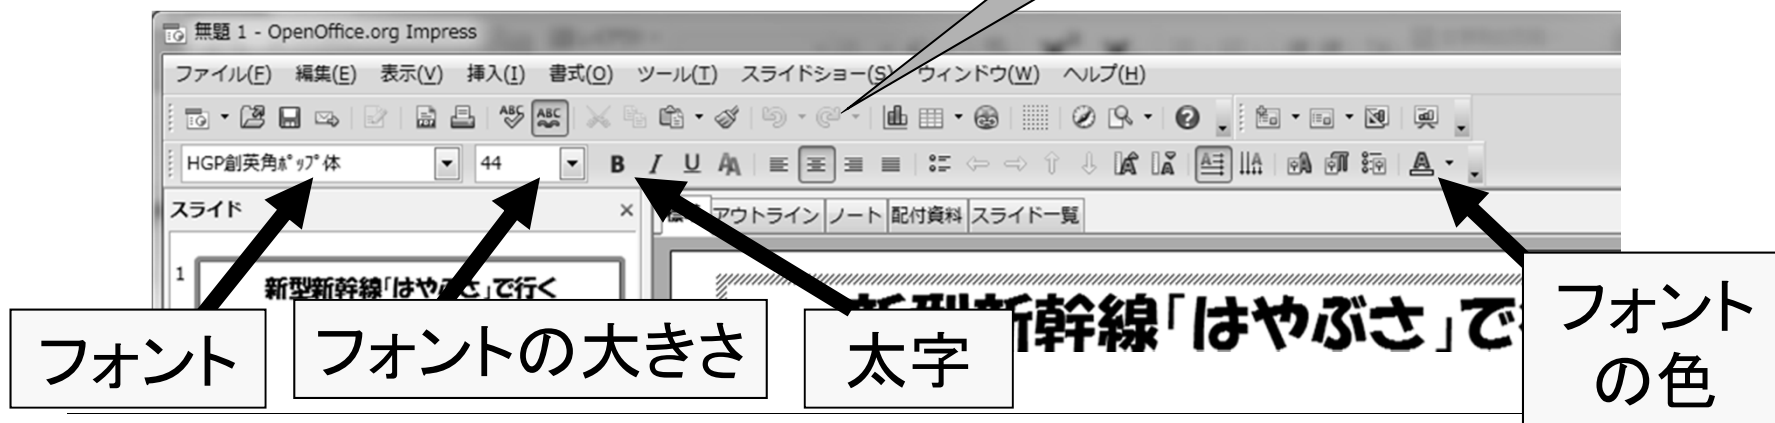 無題 1 - OpenOffice.org Impress
ファイル(F) 編集(E) 表示(V) 挿入(I) 書式(O) ツール(T) スライドショー(S) ウィンドウ(W) ヘルプ(H)
HGP創英角ﾎﾟｯﾌﾟ体 44 B I U
スライド × アウトライン ノート 配付資料 スライド一覧
1
新型新幹線「はやぶさ」で行く
新型新幹線「はやぶさ」で
フォント
フォントの大きさ
太字
フォント
の色